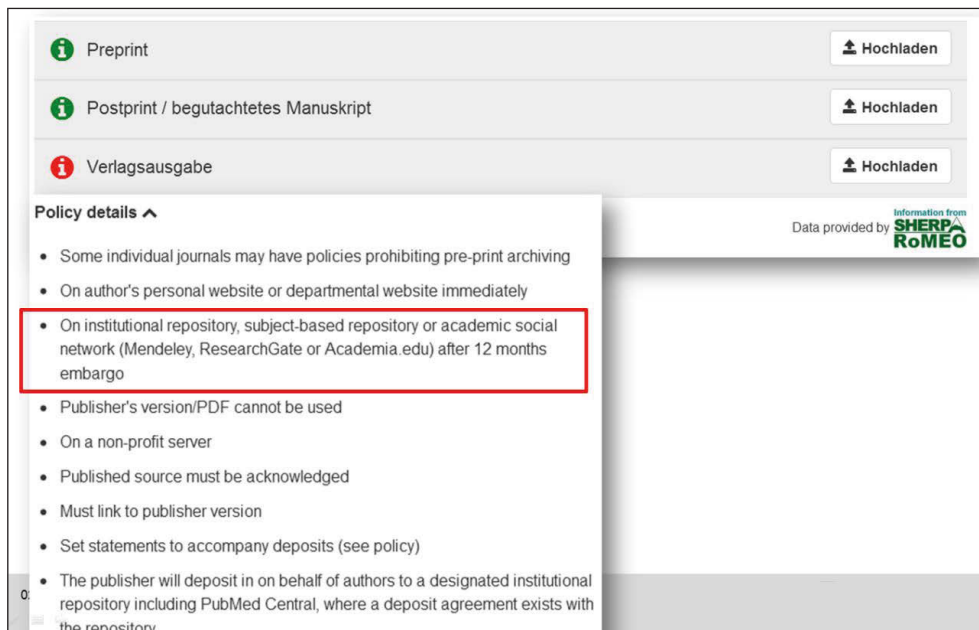 Preprint
Hochladen
Postprint / begutachtetes Manuskript
Hochladen
Verlagsausgabe
Hochladen
Policy details
Data provided by
Information from
SHERPA
RoMEO
Some individual journals may have policies prohibiting pre-print archiving
On author's personal website or departmental website immediately
On institutional repository, subject-based repository or academic social
network (Mendeley, ResearchGate or Academia.edu) after 12 months
embargo
Publisher's version/PDF cannot be used
On a non-profit server
Published source must be acknowledged
Must link to publisher version
Set statements to accompany deposits (see policy)
The publisher will deposit in on behalf of authors to a designated institutional
repository including PubMed Central, where a deposit agreement exists with
the repository